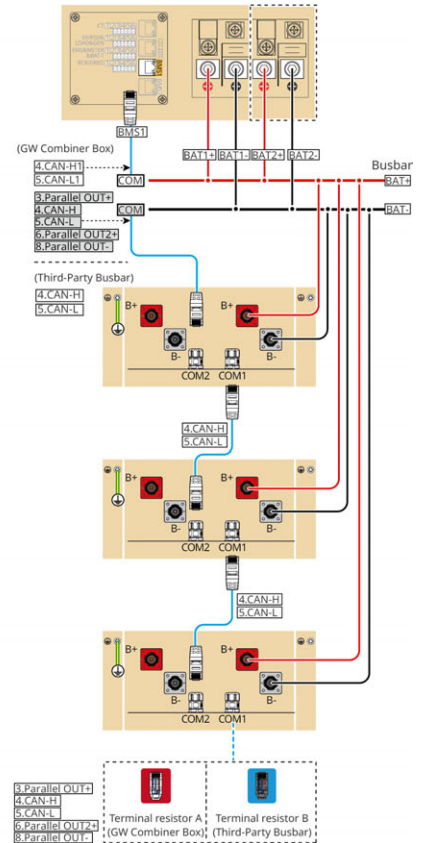 BMS1
BMS1
BAT1+ BAT1- BAT2+ BAT2-
(GW Combiner Box)
4.CAN-H1
5.CAN-L1
COM
Busbar
BAT+
3.Parallel OUT+
4.CAN-H
5.CAN-L
6.Parallel OUT2+
8.Parallel OUT-
COM
BAT-
(Third-Party Busbar)
4.CAN-H
5.CAN-L
B+ B+
B- B-
COM2 COM1
4.CAN-H
5.CAN-L
B+ B+
B- B-
COM2 COM1
4.CAN-H
5.CAN-L
B+ B+
B- B-
COM2 COM1
3.Parallel OUT+
4.CAN-H
5.CAN-L
6.Parallel OUT2+
8.Parallel OUT-
Terminal resistor A
(GW Combiner Box)
Terminal resistor B
(Third-Party Busbar)